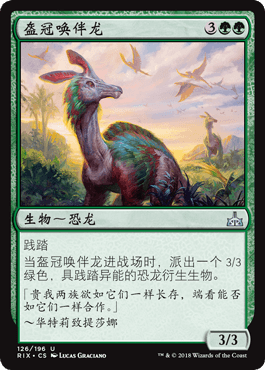 盔冠唤伴龙 3
生物～恐龙
践踏
当盔冠唤伴龙进战场时，派出一个3/3
绿色，具践踏异能的恐龙衍生生物。
「贵我两族欲如它们一样长存，端看能否
如它们一样合作。」
～华特莉致提莎娜
3/3
126/196 U
RIX • CS LUCAS GRACIANO
™ & © 2018 Wizards of the Coast